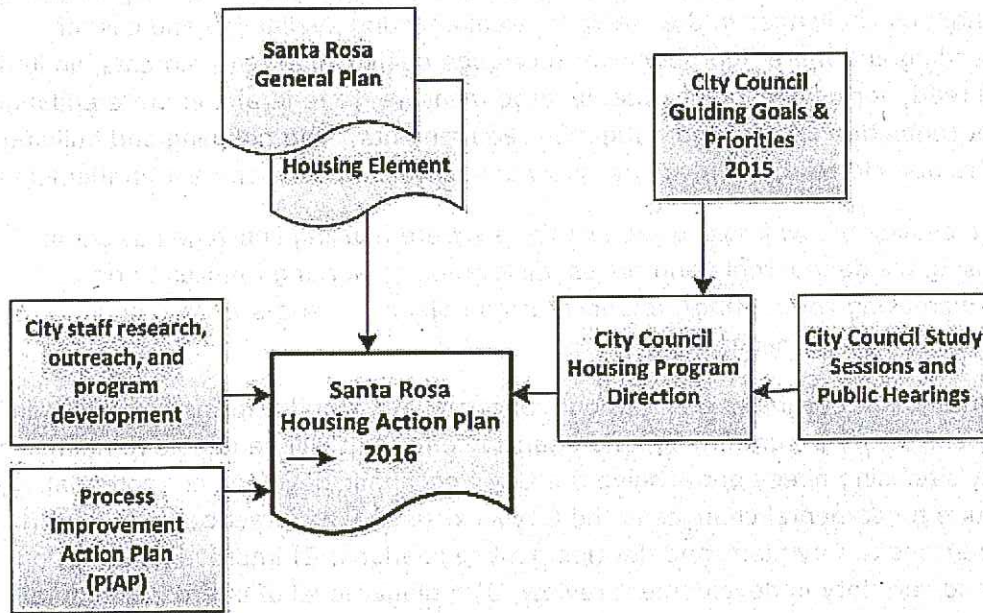 Santa Rosa
General Plan
Housing Element
City Council
Guiding Goals &
Priorities
2015
City staff research,
outreach, and
program
development
Santa Rosa
Housing Action Plan
2016
City Council
Housing Program
Direction
City Council Study
Sessions and
Public Hearings
Process
Improvement
Action Plan
(PIAP)